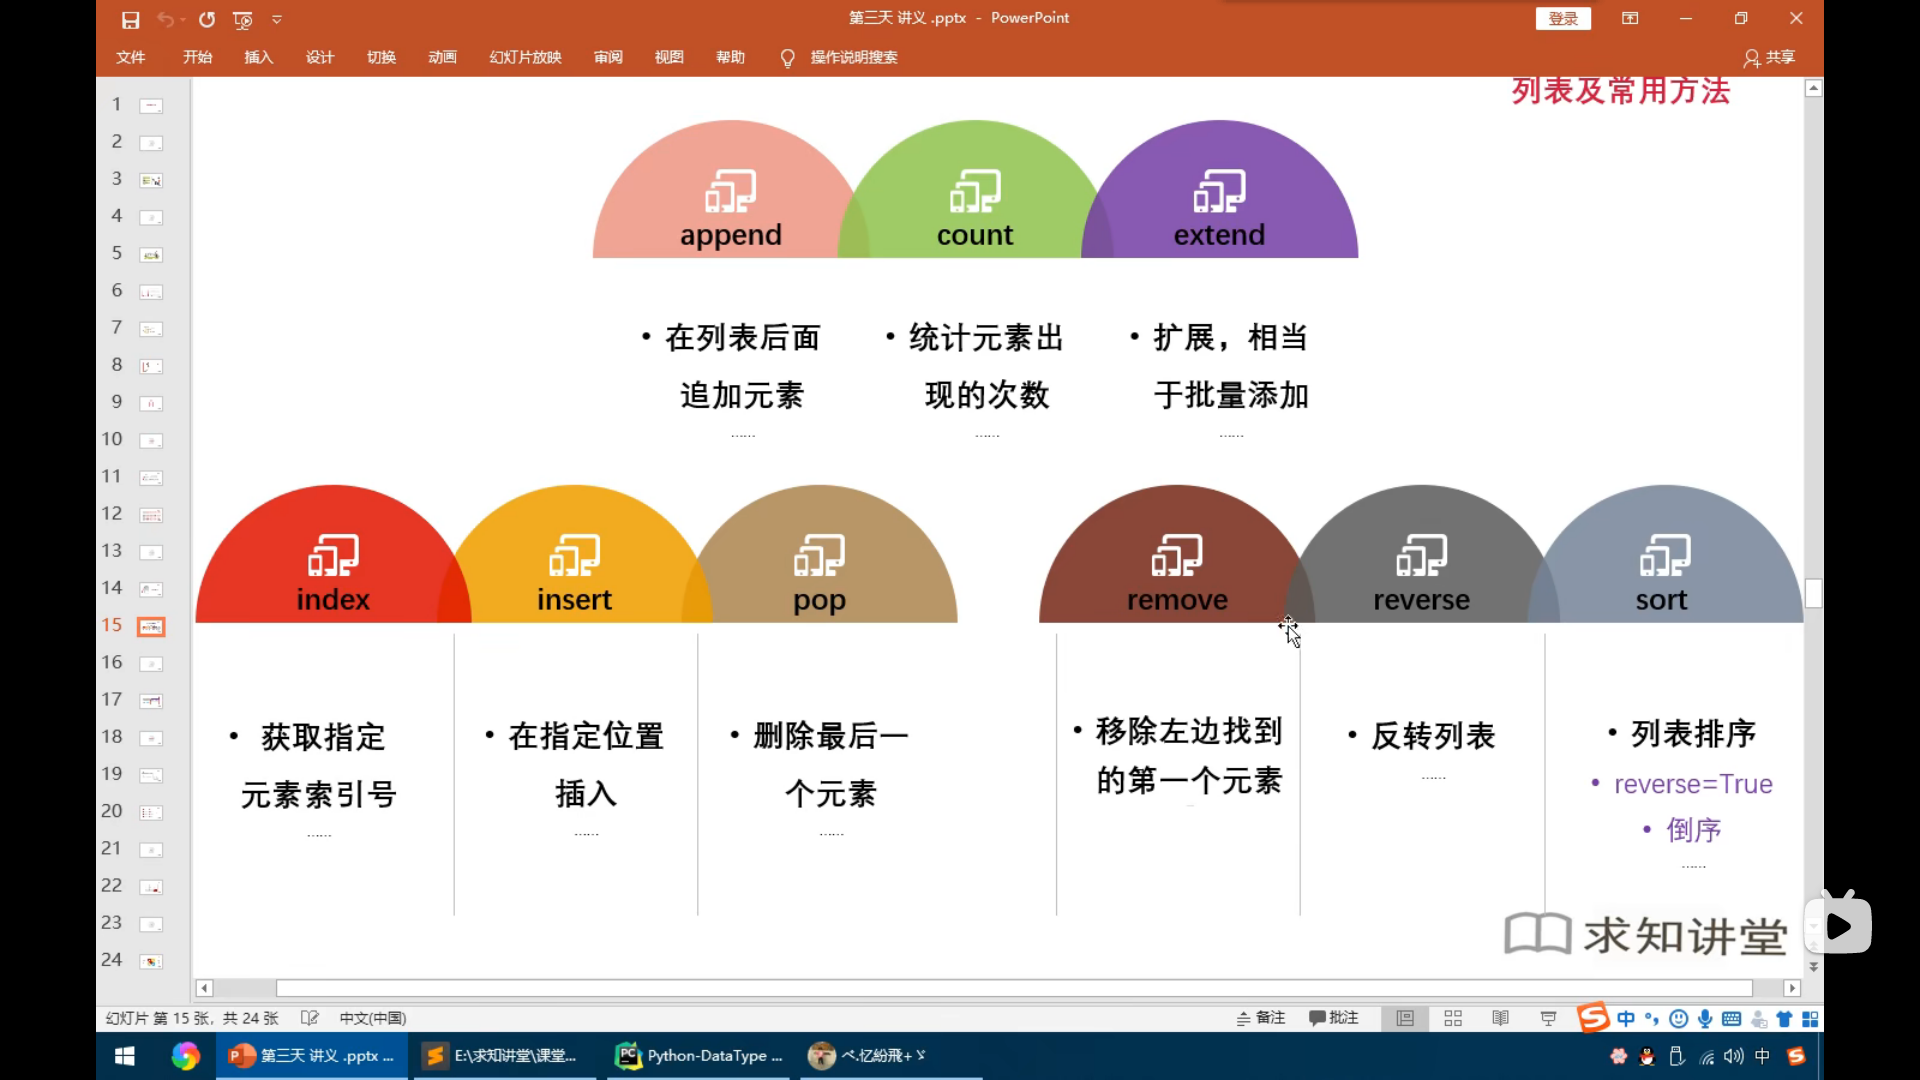 第三天 讲义 .pptx - PowerPoint
登录
文件 开始 插入 设计 切换 动画 幻灯片放映 审阅 视图 帮助 操作说明搜索
共享
列表及常用方法
append count extend
• 在列表后面
追加元素
......
• 统计元素出
现的次数
......
• 扩展，相当
于批量添加
......
index insert pop remove reverse sort
• 获取指定
元素索引号
......
• 在指定位置
插入
......
• 删除最后一
个元素
......
• 移除左边找到
的第一个元素
• 反转列表
......
• 列表排序
• reverse=True
• 倒序
......
求知讲堂
1
2
3
4
5
6
7
8
9
10
11
12
13
14
15
16
17
18
19
20
21
22
23
24
幻灯片 第 15 张，共 24 张 中文(中国)
备注 批注
中
第三天 讲义 .pptx ...
E:\求知讲堂\课堂...
Python-DataType ...
中